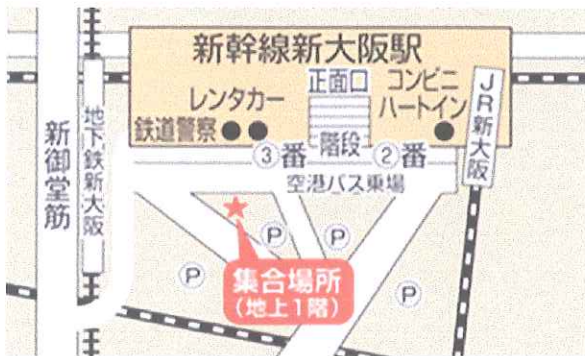 新幹線新大阪駅
正面口
コンビニ
ハートイン
レンタカー
鉄道警察
階段
③番
②番
空港バス乗場
JR新大阪
地下鉄新大阪
新御堂筋
集合場所
(地上1階)
P
P
P
P